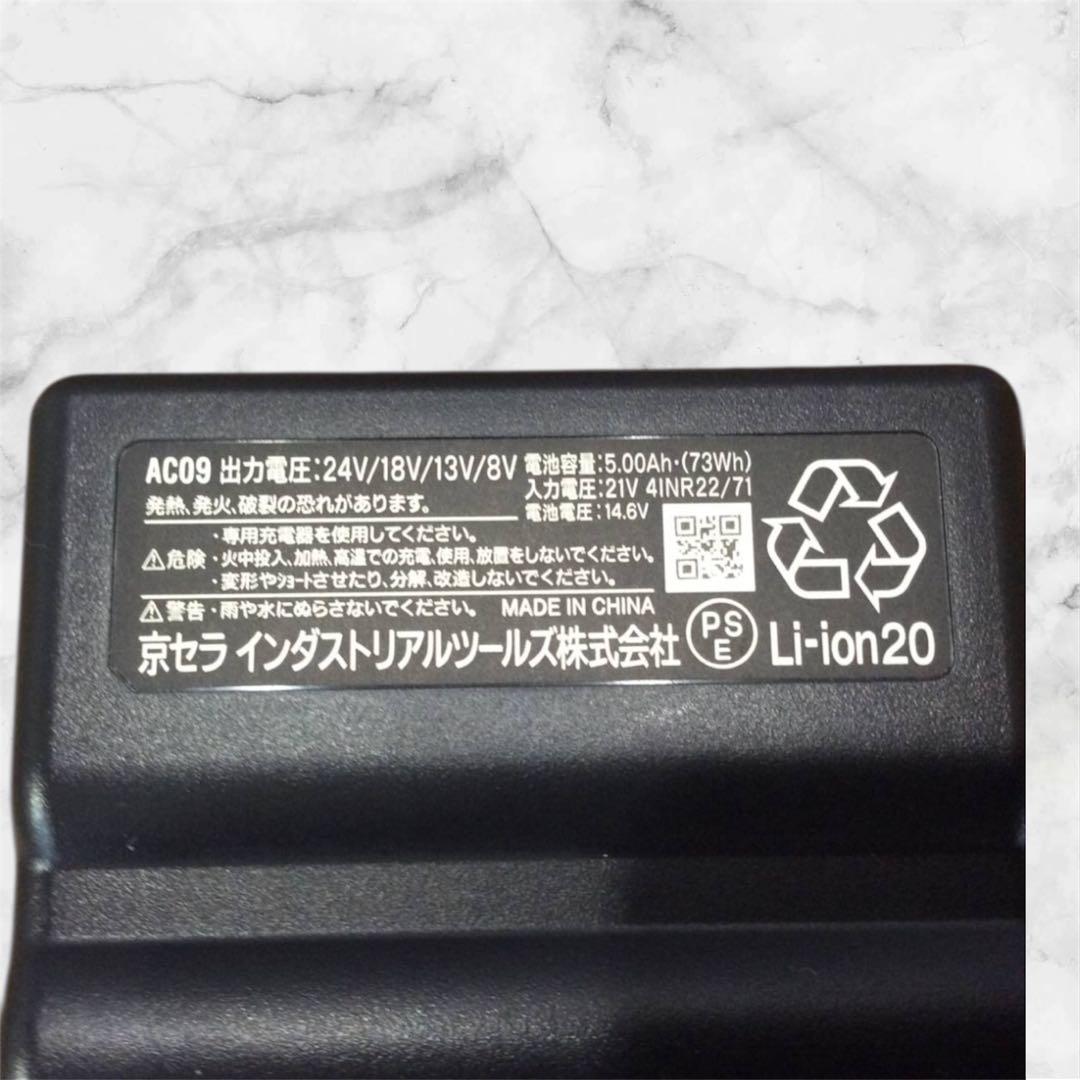 AC09 出力電圧:24V/18V/13V/8V
発熱、発火、破裂の恐れがあります。
電池容量:5.00Ah・(73Wh)
入力電圧:21V 4INR22/71
電池電圧:14.6V
・専用充電器を使用してください。
⚠危険・火中投入、加熱、高温での充電、使用、放置をしないでください。
・変形やｼｮｰﾄさせたり、分解、改造しないでください。
⚠警告・雨や水にぬらさないでください。 MADE IN CHINA
京セラ インダストリアルツールズ株式会社 PSE Li-ion20